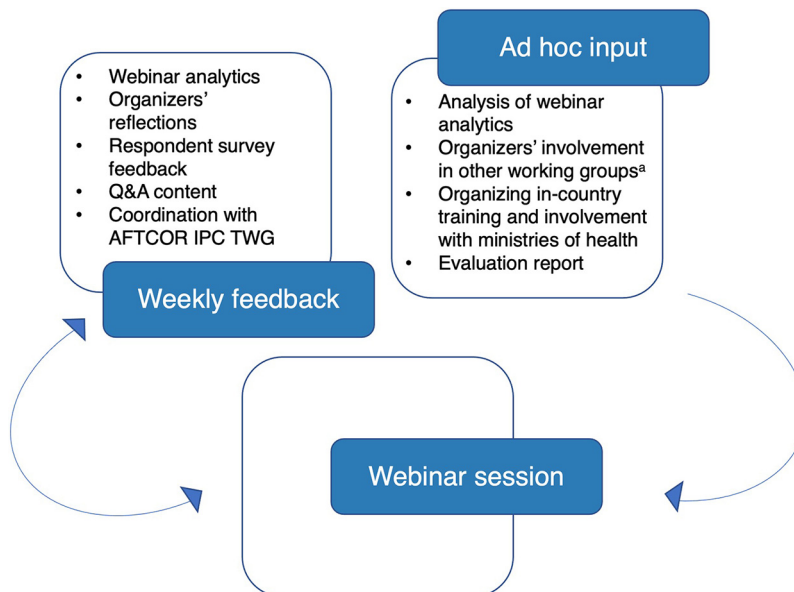 • Webinar analytics
• Organizers'
reflections
• Respondent survey
feedback
• Q&A content
• Coordination with
AFTCOR IPC TWG
Weekly feedback
Ad hoc input
• Analysis of webinar
analytics
• Organizers' involvement
in other working groupsᵃ
• Organizing in-country
training and involvement
with ministries of health
• Evaluation report
Webinar session